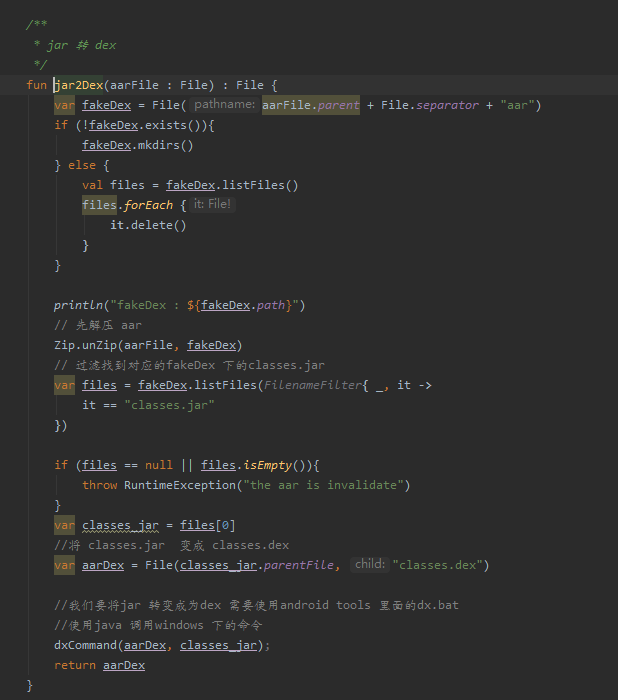 /**
 * jar 转 dex
 */
fun jar2Dex(aarFile : File) : File {
    var fakeDex = File( pathname: aarFile.parent + File.separator + "aar")
    if (!fakeDex.exists()){
        fakeDex.mkdirs()
    } else {
        val files = fakeDex.listFiles()
        files.forEach { it: File!
            it.delete()
        }
    }

    println("fakeDex : ${fakeDex.path}")
    // 先解压 aar
    Zip.unZip(aarFile, fakeDex)
    // 过滤找到对应的fakeDex 下的classes.jar
    var files = fakeDex.listFiles(FilenameFilter{ _, it ->
        it == "classes.jar"
    })

    if (files == null || files.isEmpty()){
        throw RuntimeException("the aar is invalidate")
    }
    var classes_jar = files[0]
    //将 classes.jar  变成 classes.dex
    var aarDex = File(classes_jar.parentFile, child: "classes.dex")

    //我们要将jar 转变成为dex 需要使用android tools 里面的dx.bat
    //使用java 调用windows 下的命令
    dxCommand(aarDex, classes_jar);
    return aarDex
}